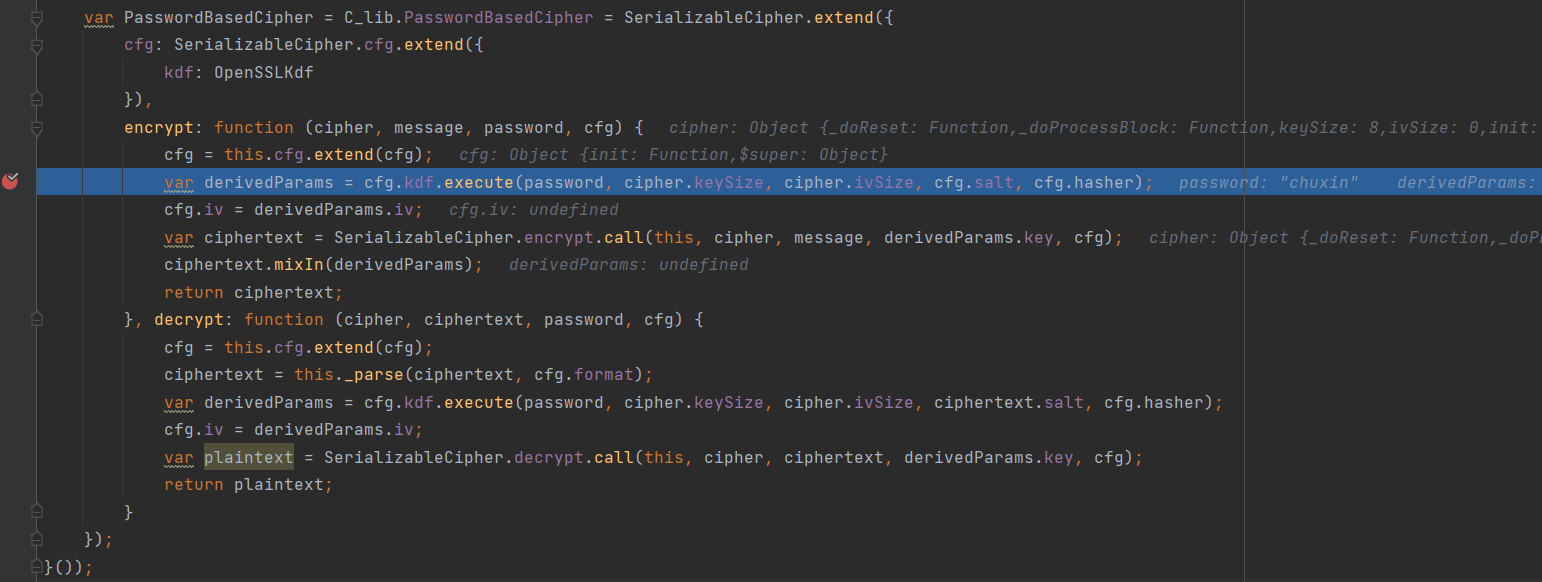 var PasswordBasedCipher = C_lib.PasswordBasedCipher = SerializableCipher.extend({
cfg: SerializableCipher.cfg.extend({
kdf: OpenSSLKdf
}),
encrypt: function (cipher, message, password, cfg) {   cipher: Object {_doReset: Function,_doProcessBlock: Function,keySize: 8,ivSize: 0,init:
cfg = this.cfg.extend(cfg);   cfg: Object {init: Function,$super: Object}
var derivedParams = cfg.kdf.execute(password, cipher.keySize, cipher.ivSize, cfg.salt, cfg.hasher);   password: "chuxin"   derivedParams:
cfg.iv = derivedParams.iv;   cfg.iv: undefined
var ciphertext = SerializableCipher.encrypt.call(this, cipher, message, derivedParams.key, cfg);   cipher: Object {_doReset: Function,_doP
ciphertext.mixIn(derivedParams);   derivedParams: undefined
return ciphertext;
}, decrypt: function (cipher, ciphertext, password, cfg) {
cfg = this.cfg.extend(cfg);
ciphertext = this._parse(ciphertext, cfg.format);
var derivedParams = cfg.kdf.execute(password, cipher.keySize, cipher.ivSize, ciphertext.salt, cfg.hasher);
cfg.iv = derivedParams.iv;
var plaintext = SerializableCipher.decrypt.call(this, cipher, ciphertext, derivedParams.key, cfg);
return plaintext;
}
});
}());